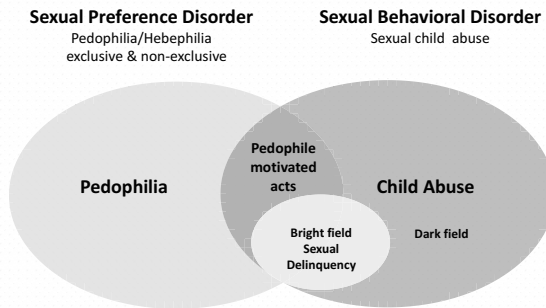 Sexual Preference Disorder
Pedophilia/Hebephilia
exclusive & non-exclusive
Sexual Behavioral Disorder
Sexual child abuse
Pedophilia
Pedophile
motivated
acts
Child Abuse
Bright field
Sexual
Delinquency
Dark field